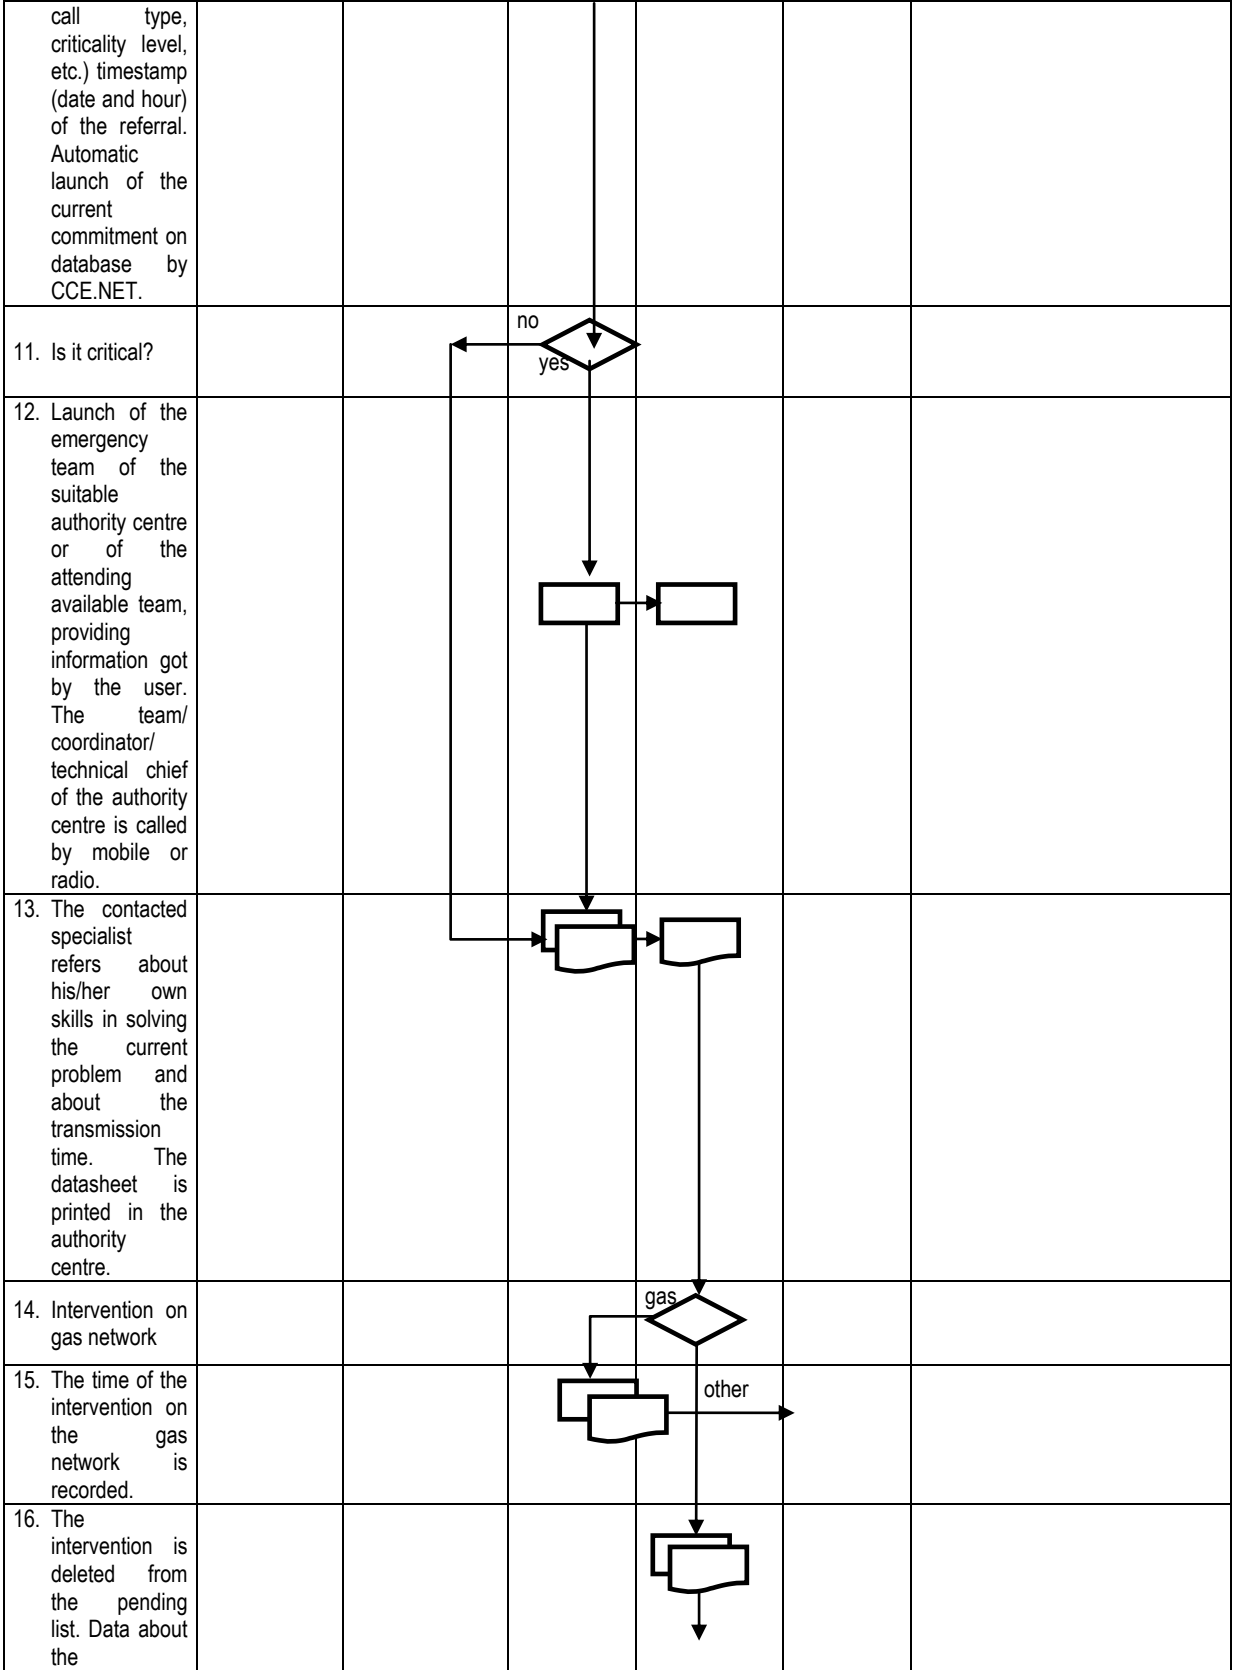 call type,
criticality level,
etc.) timestamp
(date and hour)
of the referral.
Automatic
launch of the
current
commitment on
database by
CCE.NET.
11. Is it critical?
no
yes
12. Launch of the
emergency
team of the
suitable
authority centre
or of the
attending
available team,
providing
information got
by the user.
The team/
coordinator/
technical chief
of the authority
centre is called
by mobile or
radio.
13. The contacted
specialist
refers about
his/her own
skills in solving
the current
problem and
about the
transmission
time. The
datasheet is
printed in the
authority
centre.
14. Intervention on
gas network
gas
15. The time of the
intervention on
the gas
network is
recorded.
other
16. The
intervention is
deleted from
the pending
list. Data about
the